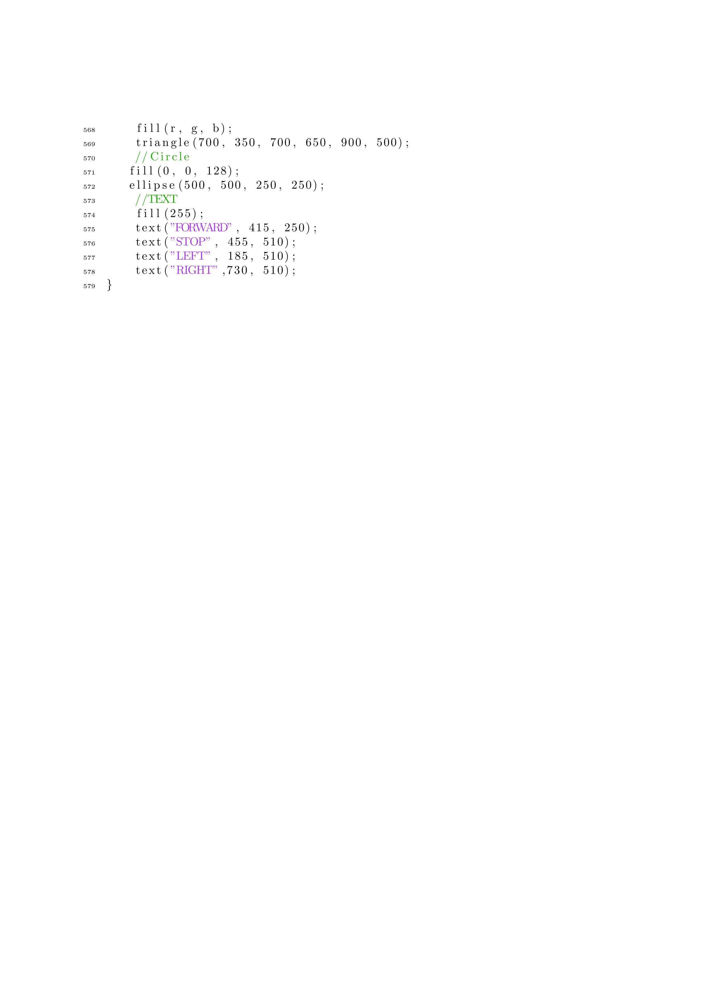 568 fill(r, g, b);
569 triangle(700, 350, 700, 650, 900, 500);
570 //Circle
571 fill(0, 0, 128);
572 ellipse(500, 500, 250, 250);
573 //TEXT
574 fill(255);
575 text("FORWARD", 415, 250);
576 text("STOP", 455, 510);
577 text("LEFT", 185, 510);
578 text("RIGHT",730, 510);
579 }